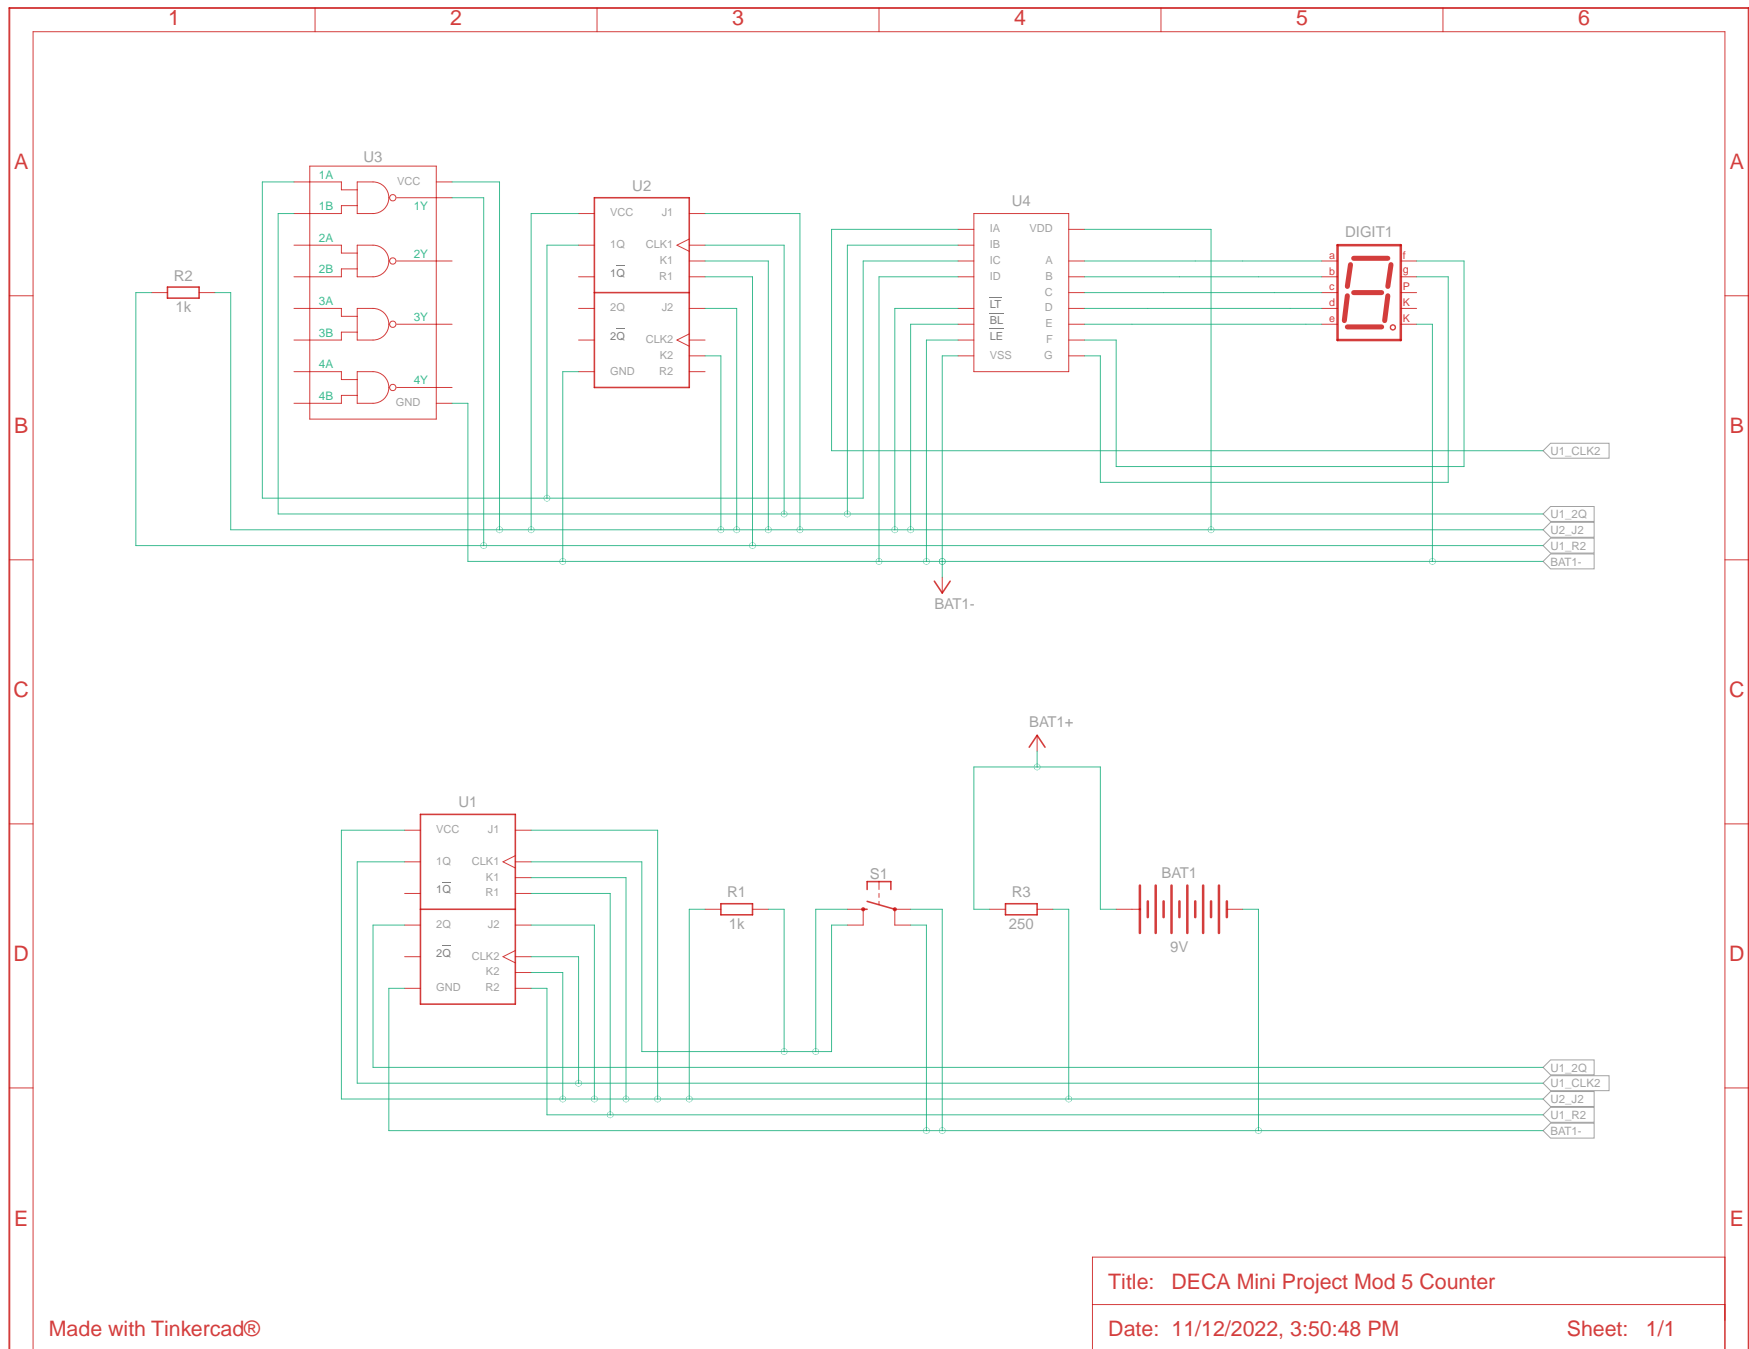 1 2 3 4 5 6
A A
B B
C C
D D
E E
U3
1A VCC
1B 1Y
2A 2Y
2B
3A 3Y
3B
4A 4Y
4B GND
R2
1k
U2
VCC J1
1Q CLK1
1Q K1
R1
2Q J2
2Q CLK2
K2
GND R2
U4
IA VDD
IB
IC A
ID B
C
LT D
BL E
LE F
VSS G
DIGIT1
a f
b g
c P
d K
e K
U1_CLK2
U1_2Q
U2_J2
U1_R2
BAT1-
BAT1-
BAT1+
U1
VCC J1
1Q CLK1
K1
1Q R1
2Q J2
2Q CLK2
K2
GND R2
R1
1k
S1
R3
250
BAT1
9V
U1_2Q
U1_CLK2
U2_J2
U1_R2
BAT1-
Title: DECA Mini Project Mod 5 Counter
Date: 11/12/2022, 3:50:48 PM Sheet: 1/1
Made with Tinkercad®